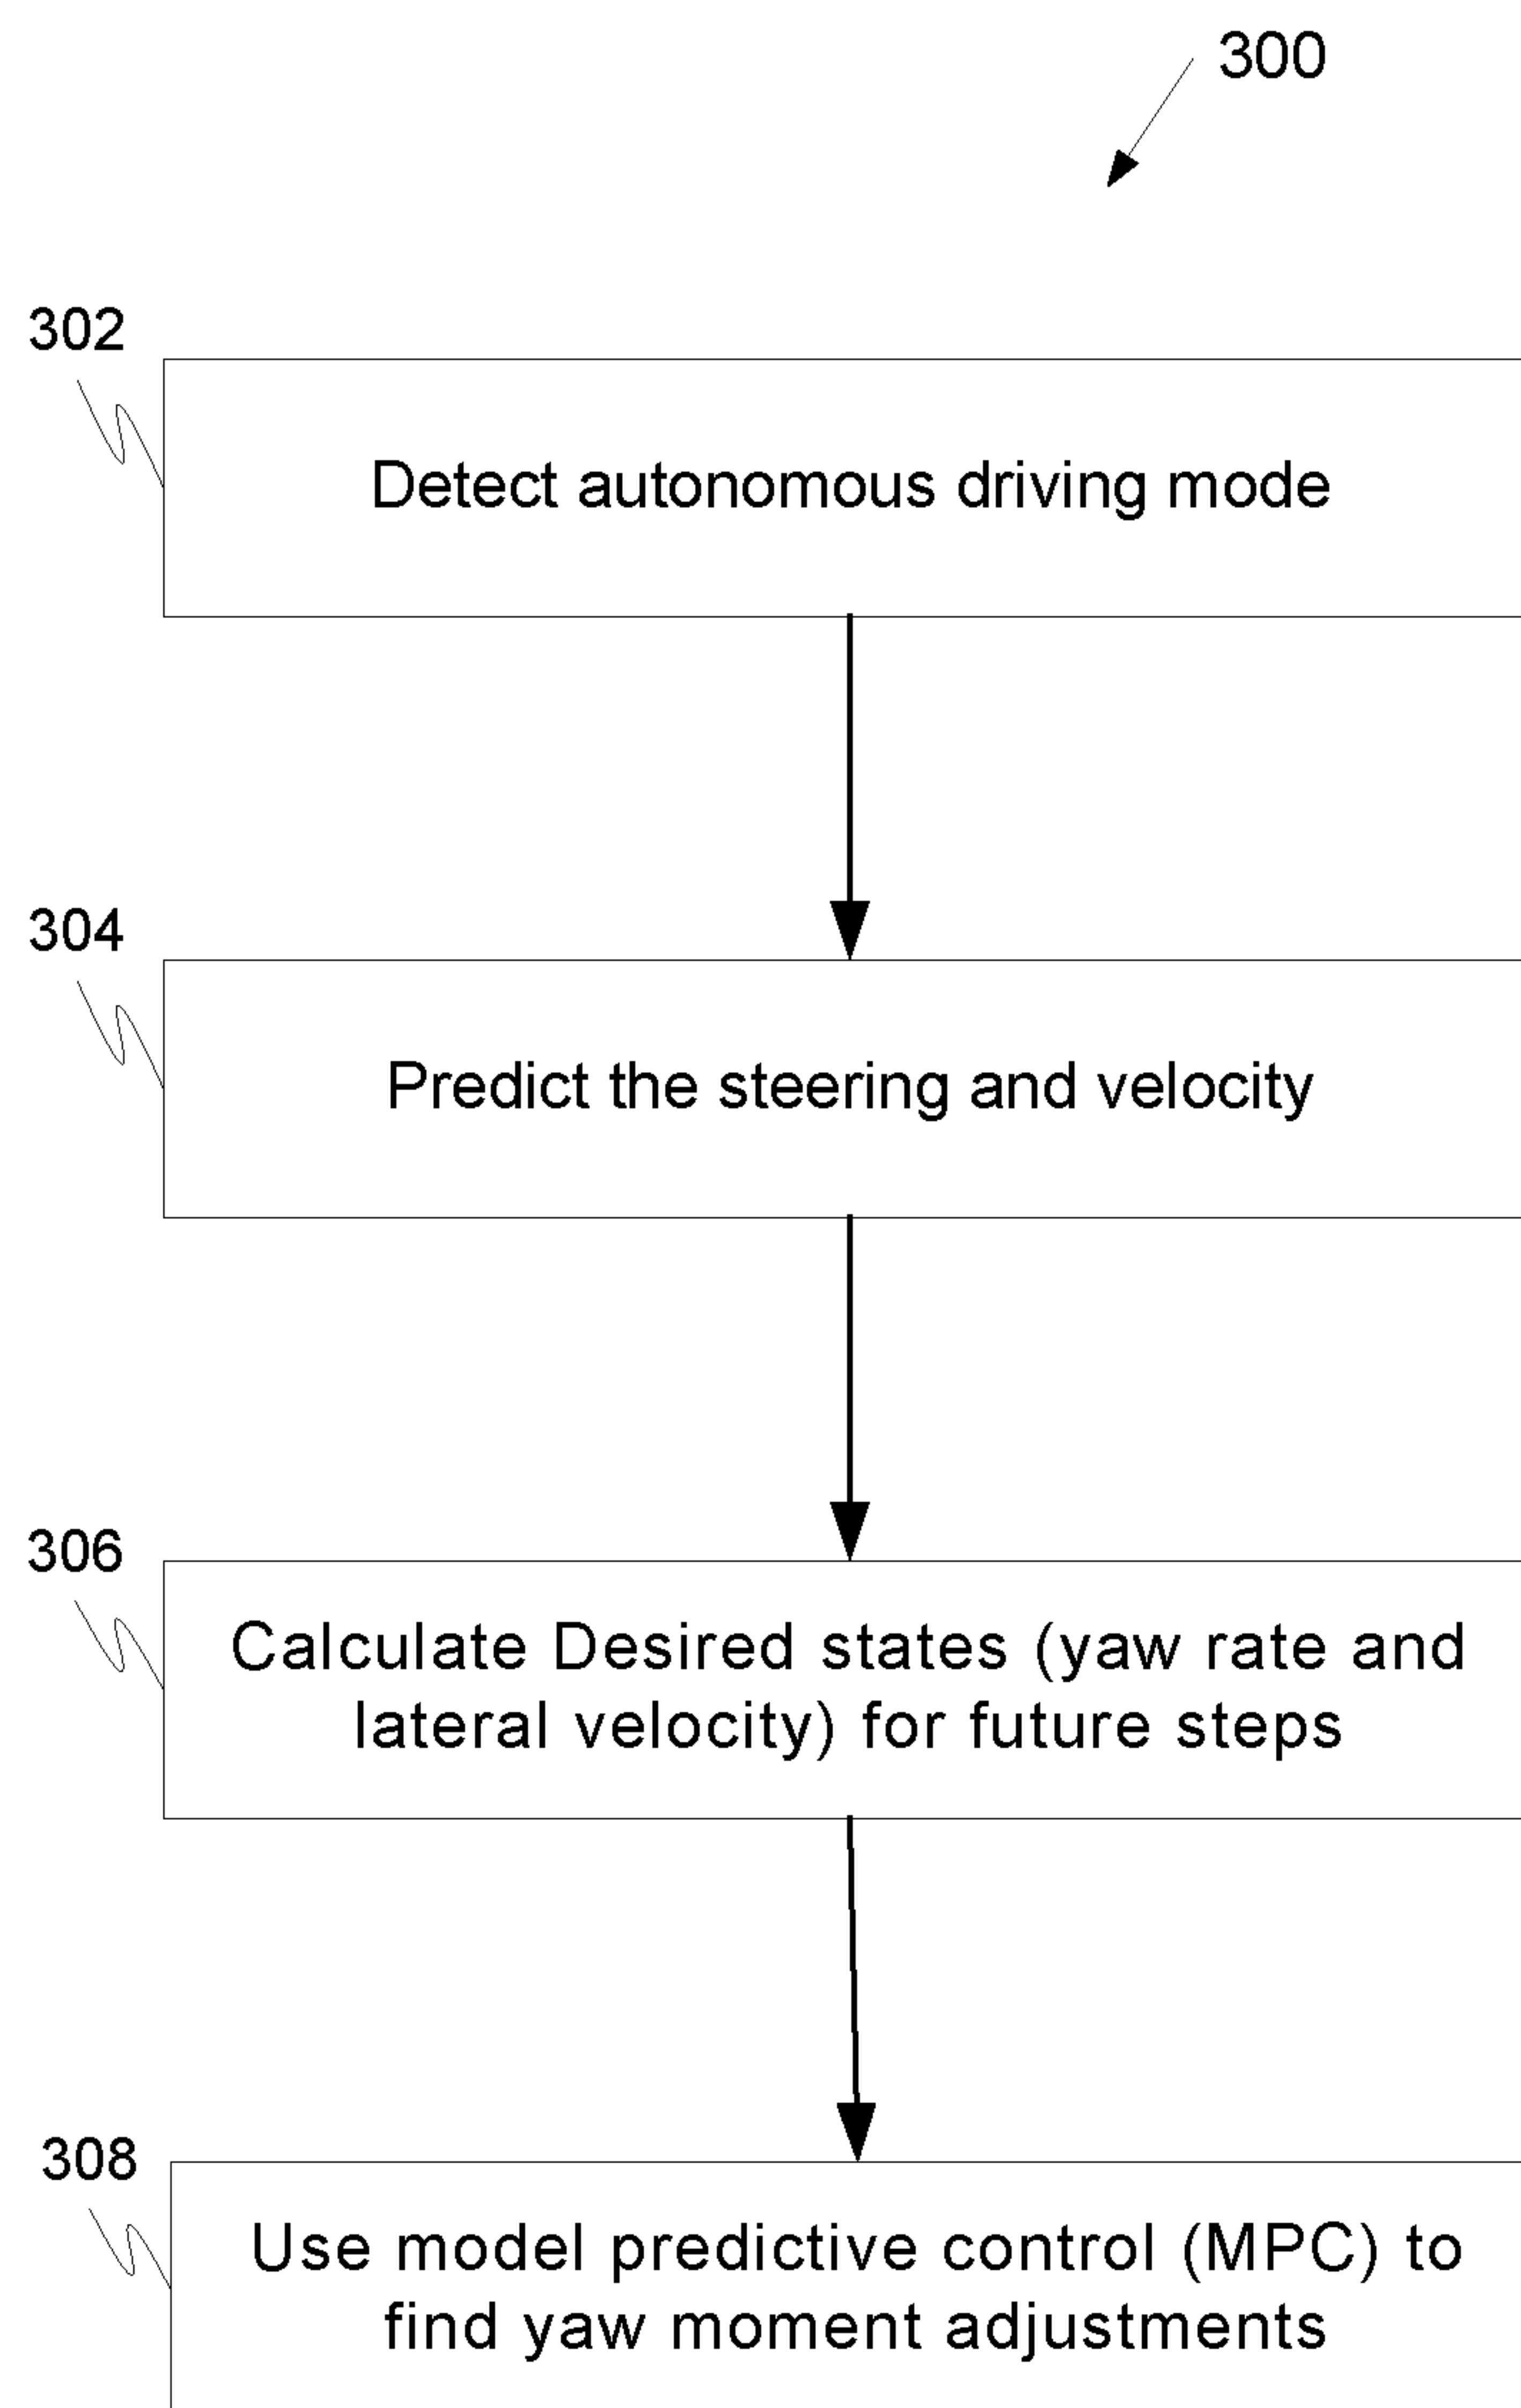 300
302
Detect autonomous driving mode
304
Predict the steering and velocity
306
Calculate Desired states (yaw rate and
lateral velocity) for future steps
308
Use model predictive control (MPC) to
find yaw moment adjustments